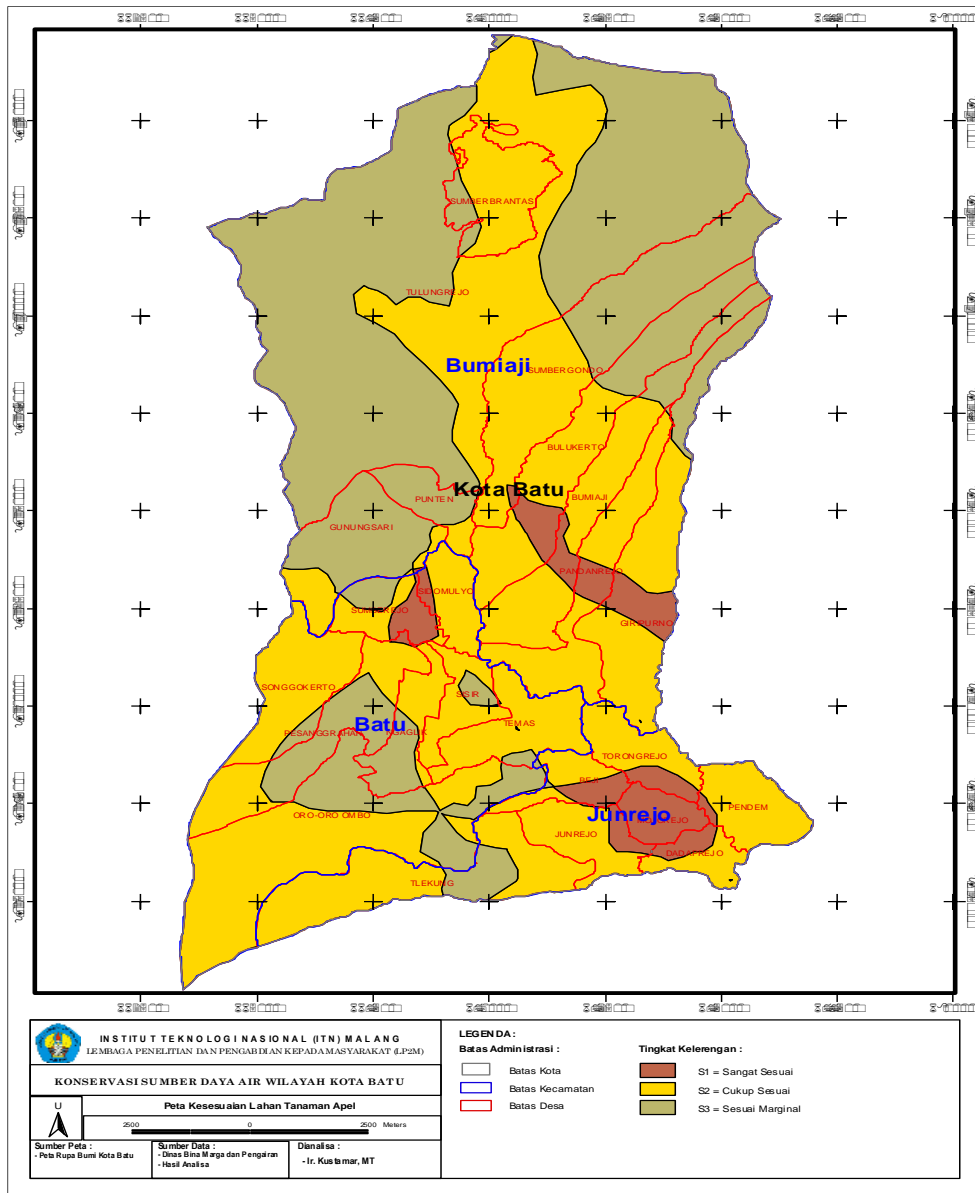 SUMBERBRANTAS
TULUNGREJO
Bumiaji
SUMBERGONDO
BULUKERTO
Kota Batu
PUNTEN
BUMIAJI
GUNUNGSARI
PANDANREJO
SIDOMULYO
SUMBEREJO
GIRIPURNO
SONGGOKERTO
SISIR
Batu
TEMAS
PESANGGRAHAN
NGAGLIK
TORONGREJO
BEJI
PENDEM
ORO-ORO OMBO
Junrejo
JUNREJO
DADAPREJO
TLEKUNG
INSTITUT TEKNOLOGI NASIONAL (ITN) MALANG
LEMBAGA PENELITIAN DAN PENGABDIAN KEPADA MASYARAKAT (LP2M)
KONSERVASI SUMBER DAYA AIR WILAYAH KOTA BATU
U
Peta Kesesuaian Lahan Tanaman Apel
2500 0 2500 Meters
Sumber Peta :
- Peta Rupa Bumi Kota Batu
Sumber Data :
- Dinas Bina Marga dan Pengairan
- Hasil Analisa
Dianalisa :
- Ir. Kustamar, MT
LEGENDA :
Batas Administrasi :
Batas Kota
Batas Kecamatan
Batas Desa
Tingkat Kelerengan :
S1 = Sangat Sesuai
S2 = Cukup Sesuai
S3 = Sesuai Marginal